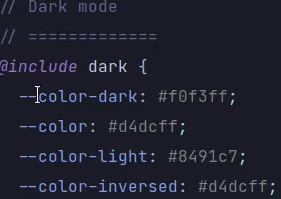 // Dark mode
// =============
@include dark {
--color-dark: #f0f3ff;
--color: #d4dcff;
--color-light: #8491c7;
--color-inversed: #d4dcff;